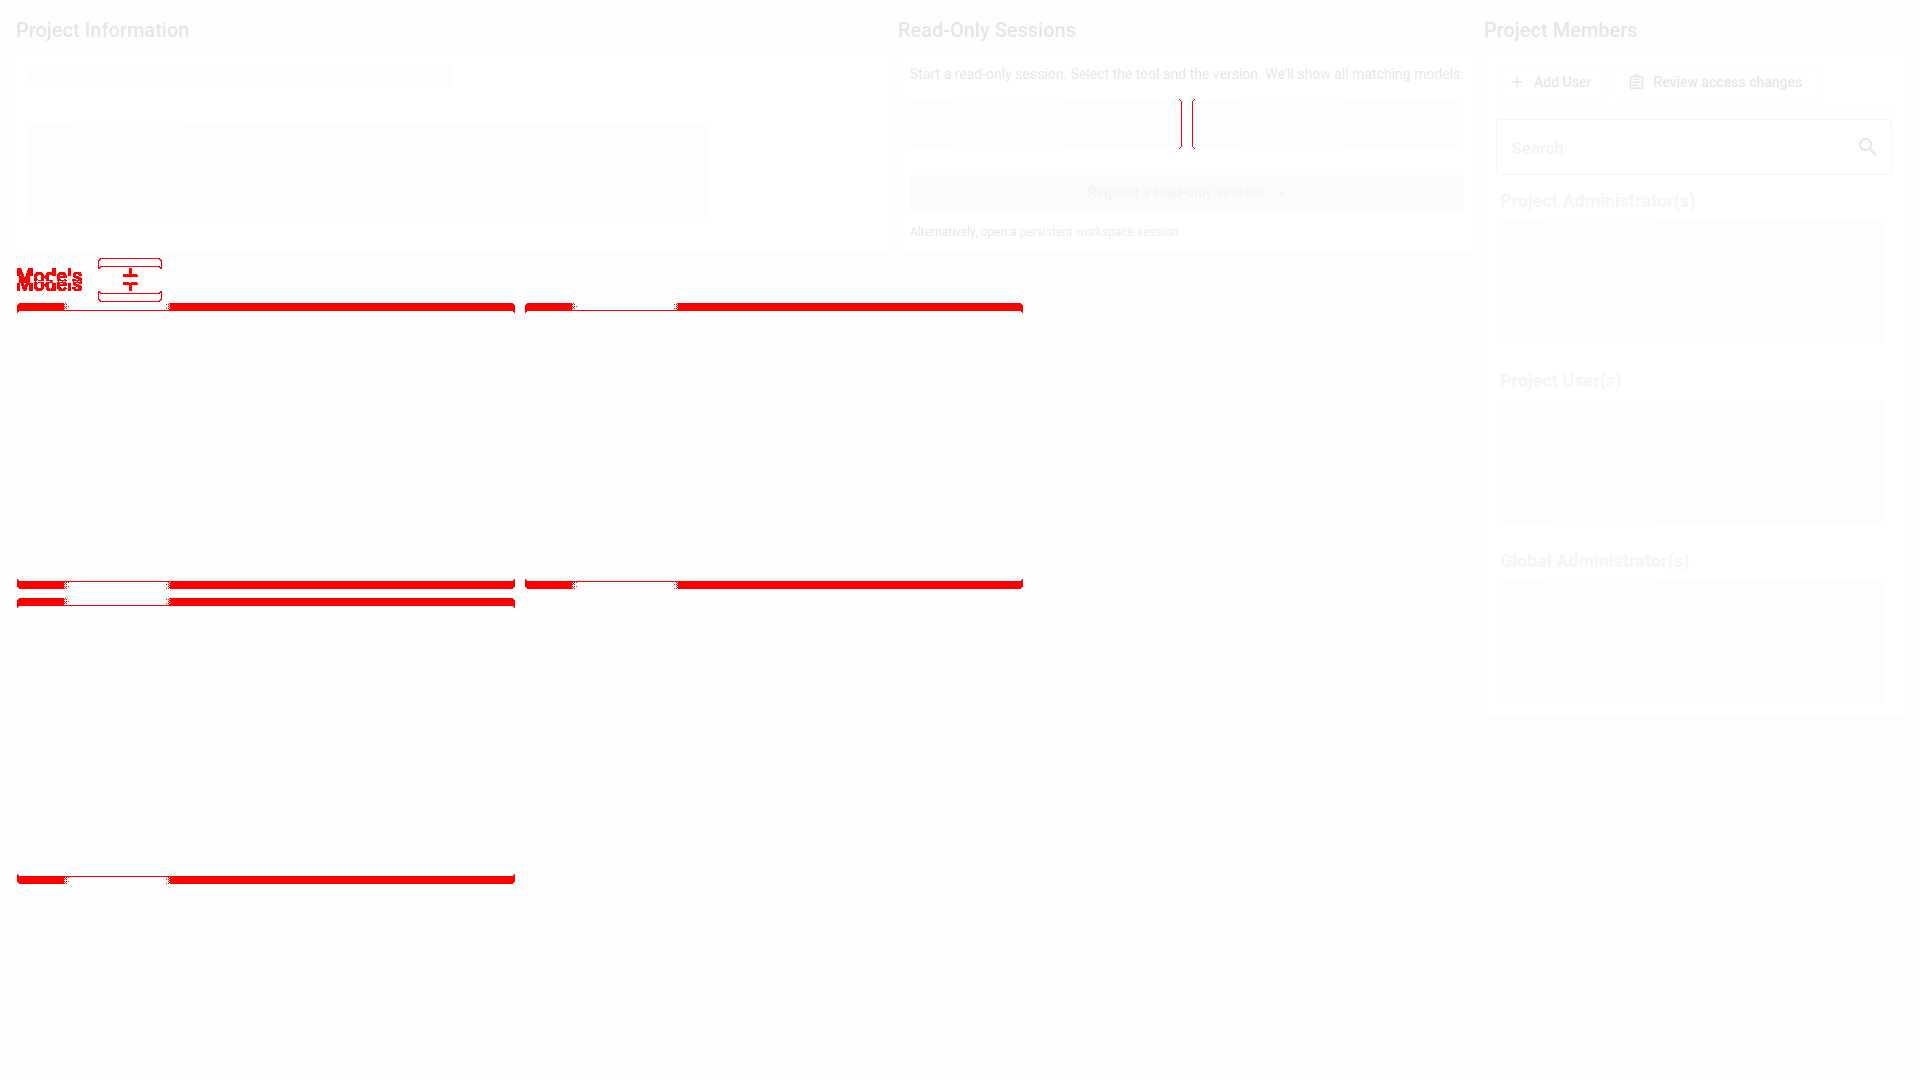 Project Information
Read-Only Sessions
Start a read-only session. Select the tool and the version. We'll show all matching models.
Request a read-only session
Alternatively, open a persistent workspace session.
Project Members
Add User
Review access changes
Search
Project Administrator(s)
Project User(s)
Global Administrator(s)
Models
Models